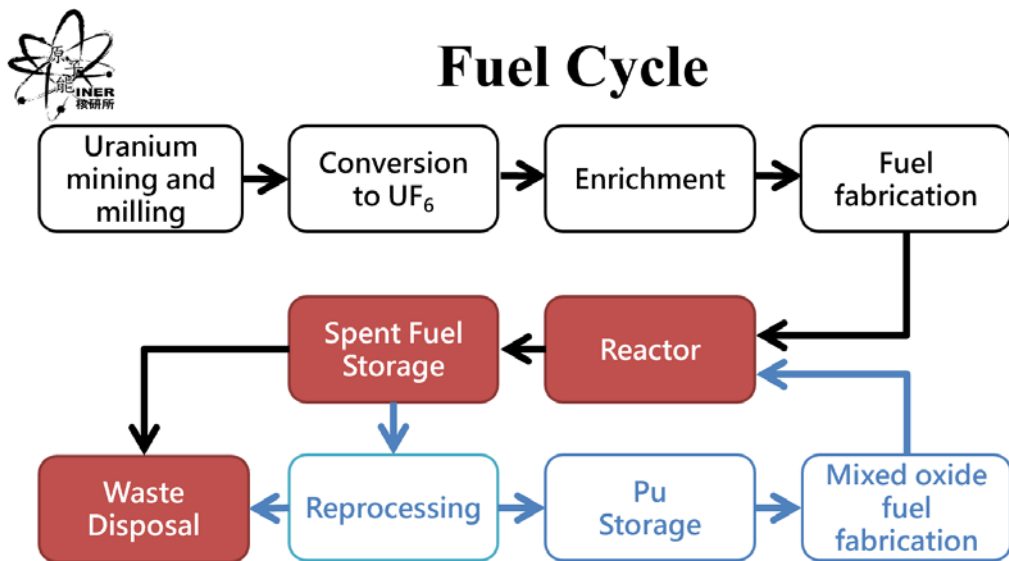 原
子
能
INER
核研所
Fuel Cycle
Uranium
mining and
milling
Conversion
to UF₆
Enrichment
Fuel
fabrication
Spent Fuel
Storage
Reactor
Waste
Disposal
Reprocessing
Pu
Storage
Mixed oxide
fuel
fabrication